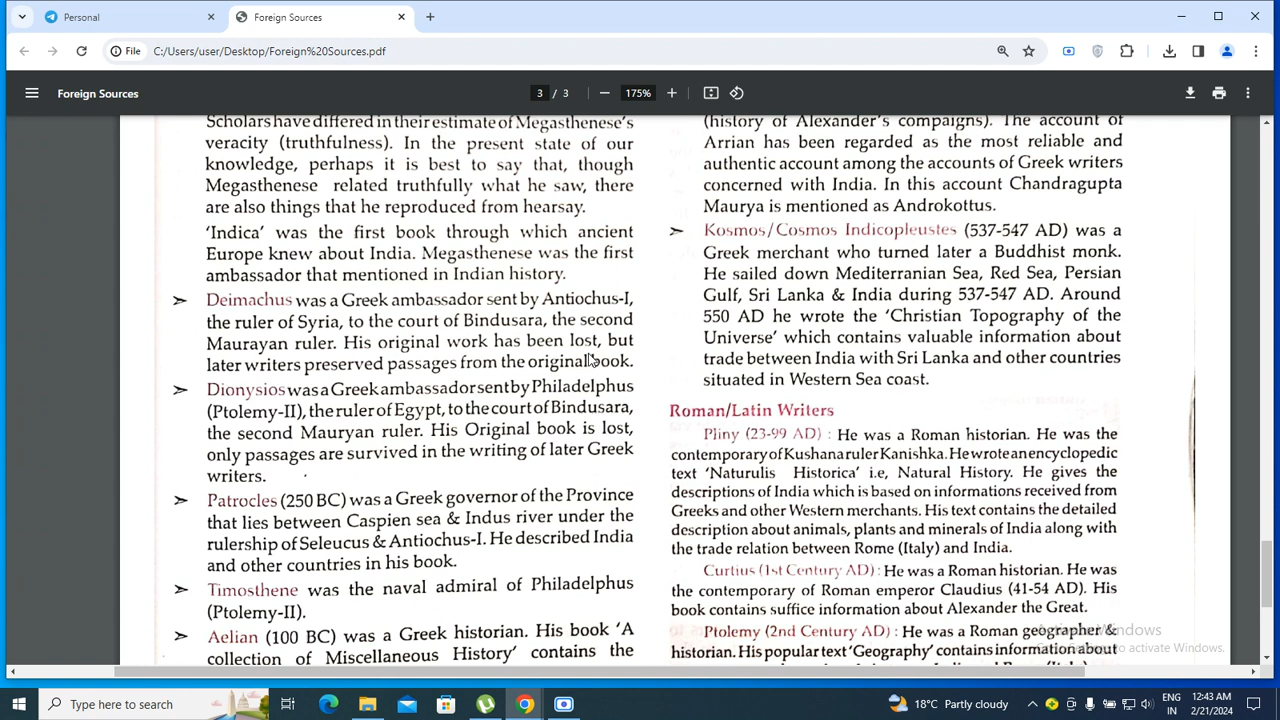 Personal
Foreign Sources
File
C:/Users/user/Desktop/Foreign%20Sources.pdf
Foreign Sources
3 / 3
175%
Scholars have differed in their estimate of Megasthenese's
veracity (truthfulness). In the present state of our
knowledge, perhaps it is best to say that, though
Megasthenese related truthfully what he saw, there
are also things that he reproduced from hearsay.
'Indica' was the first book through which ancient
Europe knew about India. Megasthenese was the first
ambassador that mentioned in Indian history.
➢ Deimachus was a Greek ambassador sent by Antiochus-I,
the ruler of Syria, to the court of Bindusara, the second
Maurayan ruler. His original work has been lost, but
later writers preserved passages from the original book.
➢ Dionysios was a Greek ambassador sent by Philadelphus
(Ptolemy-II), the ruler of Egypt, to the court of Bindusara,
the second Mauryan ruler. His Original book is lost,
only passages are survived in the writing of later Greek
writers.
➢ Patrocles (250 BC) was a Greek governor of the Province
that lies between Caspien sea & Indus river under the
rulership of Seleucus & Antiochus-I. He described India
and other countries in his book.
➢ Timosthene was the naval admiral of Philadelphus
(Ptolemy-II).
➢ Aelian (100 BC) was a Greek historian. His book 'A
collection of Miscellaneous History' contains the
(history of Alexander's campaigns). The account of
Arrian has been regarded as the most reliable and
authentic account among the accounts of Greek writers
concerned with India. In this account Chandragupta
Maurya is mentioned as Androkottus.
➢ Kosmos/Cosmos Indicopleustes (537-547 AD) was a
Greek merchant who turned later a Buddhist monk.
He sailed down Mediterranean Sea, Red Sea, Persian
Gulf, Sri Lanka & India during 537-547 AD. Around
550 AD he wrote the 'Christian Topography of the
Universe' which contains valuable information about
trade between India with Sri Lanka and other countries
situated in Western Sea coast.
Roman/Latin Writers
Pliny (23-99 AD) : He was a Roman historian. He was the
contemporary of Kushana ruler Kanishka. He wrote an encyclopedic
text 'Naturulis Historica' i.e, Natural History. He gives the
descriptions of India which is based on informations received from
Greeks and other Western merchants. His text contains the detailed
description about animals, plants and minerals of India along with
the trade relation between Rome (Italy) and India.
Curtius (1st Century AD) : He was a Roman historian. He was
the contemporary of Roman emperor Claudius (41-54 AD). His
book contains suffice information about Alexander the Great.
Ptolemy (2nd Century AD) : He was a Roman geographer &
historian. His popular text 'Geography' contains information about
Activate Windows
to activate Windows.
Type here to search
18°C Partly cloudy
ENG
IN
12:43 AM
2/21/2024